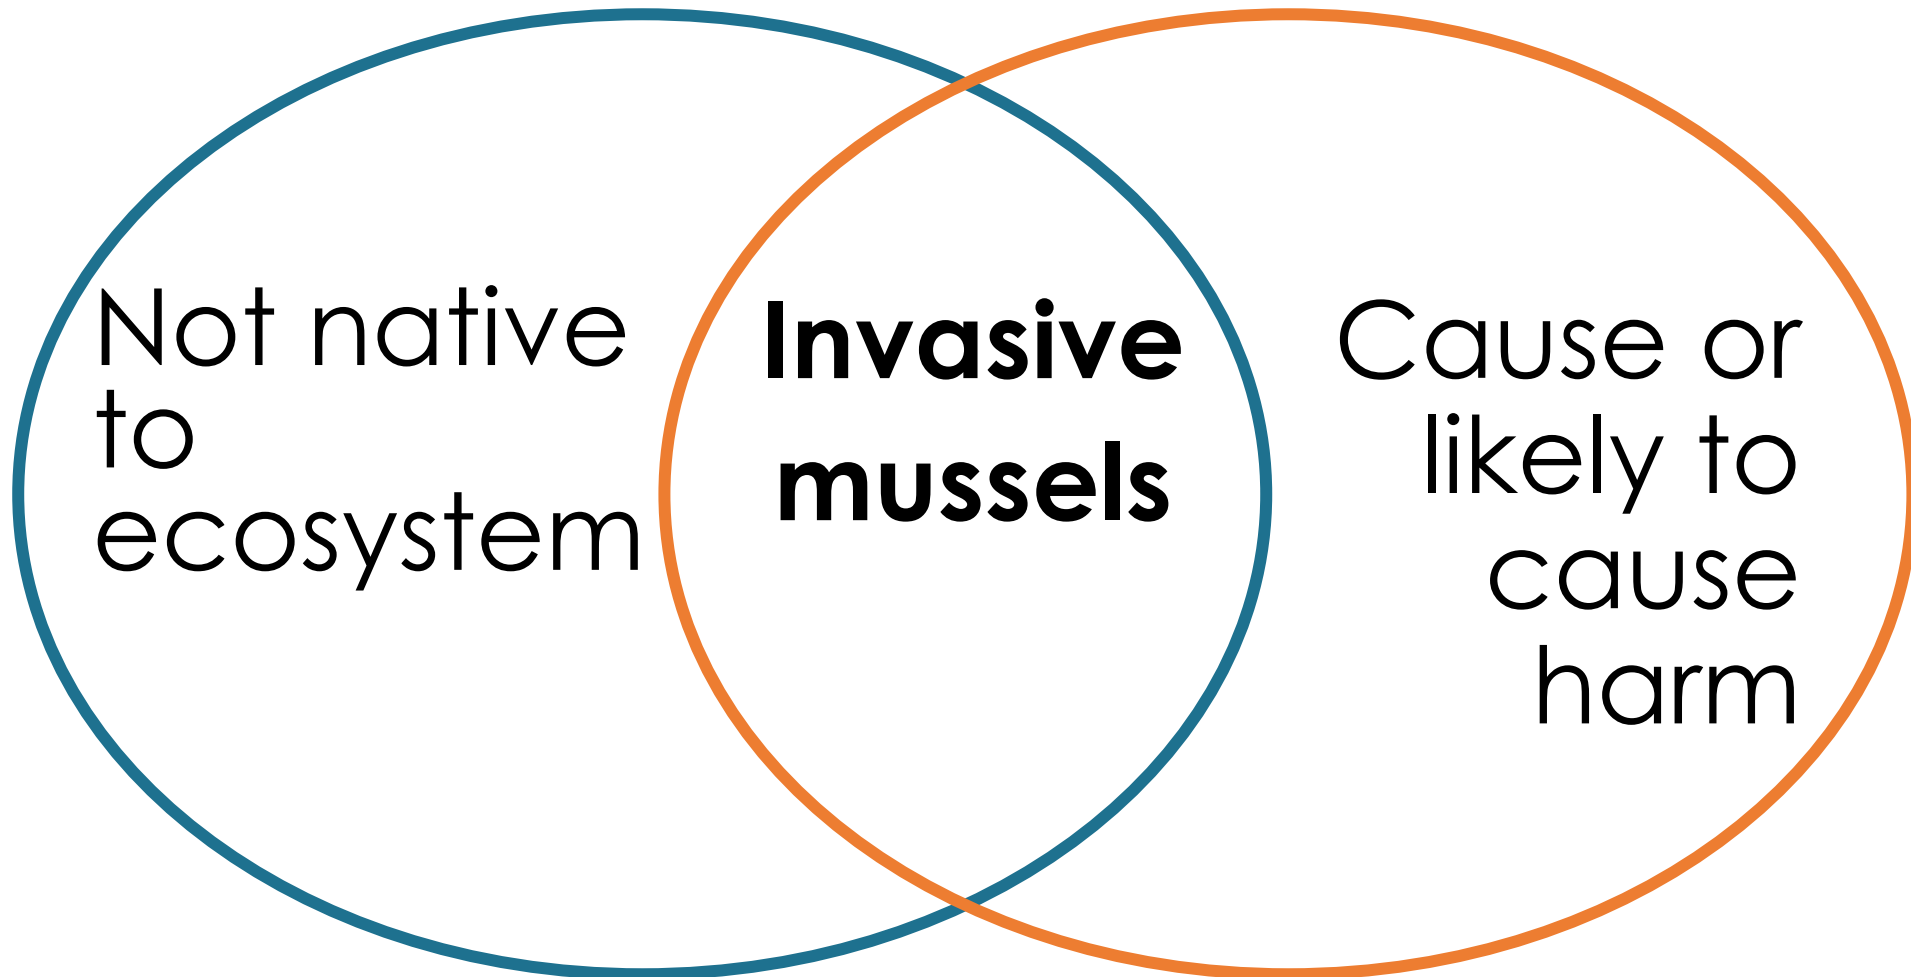 Not native
to
ecosystem
Invasive
mussels
Cause or
likely to
cause
harm